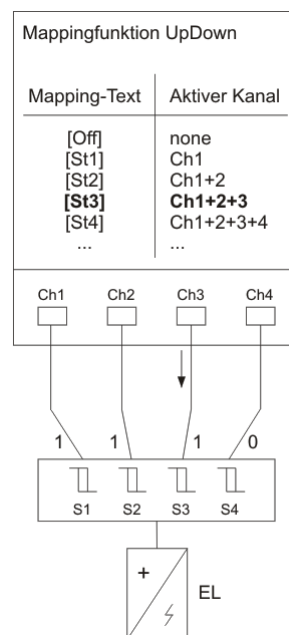 Mappingfunktion UpDown
Mapping-Text Aktiver Kanal
[Off] none
[St1] Ch1
[St2] Ch1+2
[St3] Ch1+2+3
[St4] Ch1+2+3+4
... ...
Ch1 Ch2 Ch3 Ch4
1 1 1 0
S1 S2 S3 S4
+
EL